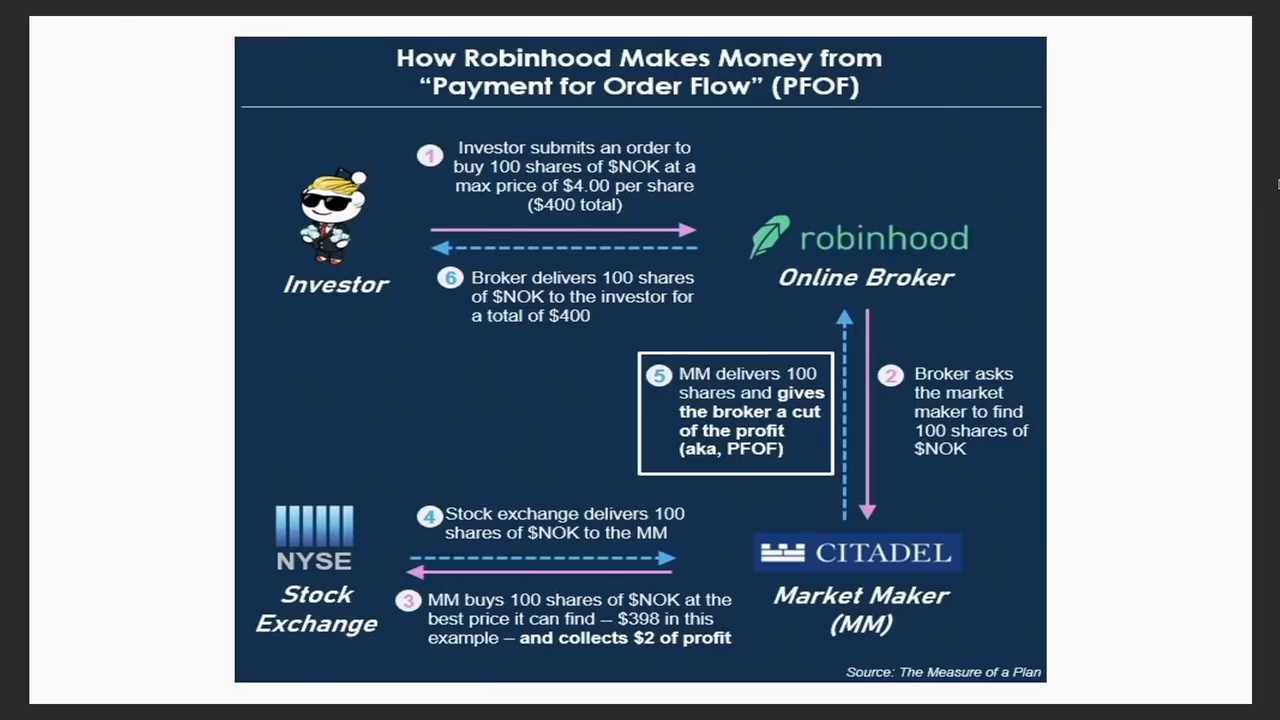 How Robinhood Makes Money from
“Payment for Order Flow” (PFOF)
1
Investor submits an order to
buy 100 shares of $NOK at a
max price of $4.00 per share
($400 total)
Investor
robinhood
Online Broker
6
Broker delivers 100 shares
of $NOK to the investor for
a total of $400
5
MM delivers 100
shares and gives
the broker a cut
of the profit
(aka, PFOF)
2
Broker asks
the market
maker to find
100 shares of
$NOK
NYSE
Stock
Exchange
4
Stock exchange delivers 100
shares of $NOK to the MM
3
MM buys 100 shares of $NOK at the
best price it can find – $398 in this
example – and collects $2 of profit
CITADEL
Market Maker
(MM)
Source: The Measure of a Plan